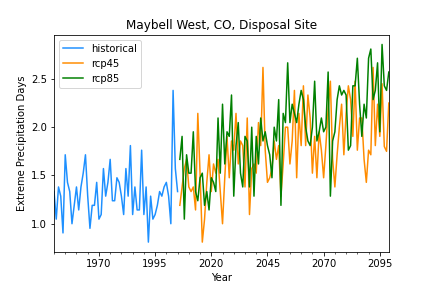 Maybell West, CO, Disposal Site
historical
rcp45
rcp85
Extreme Precipitation Days
2.5
2.0
1.5
1.0
1970 1995 2020 2045 2070 2095
Year